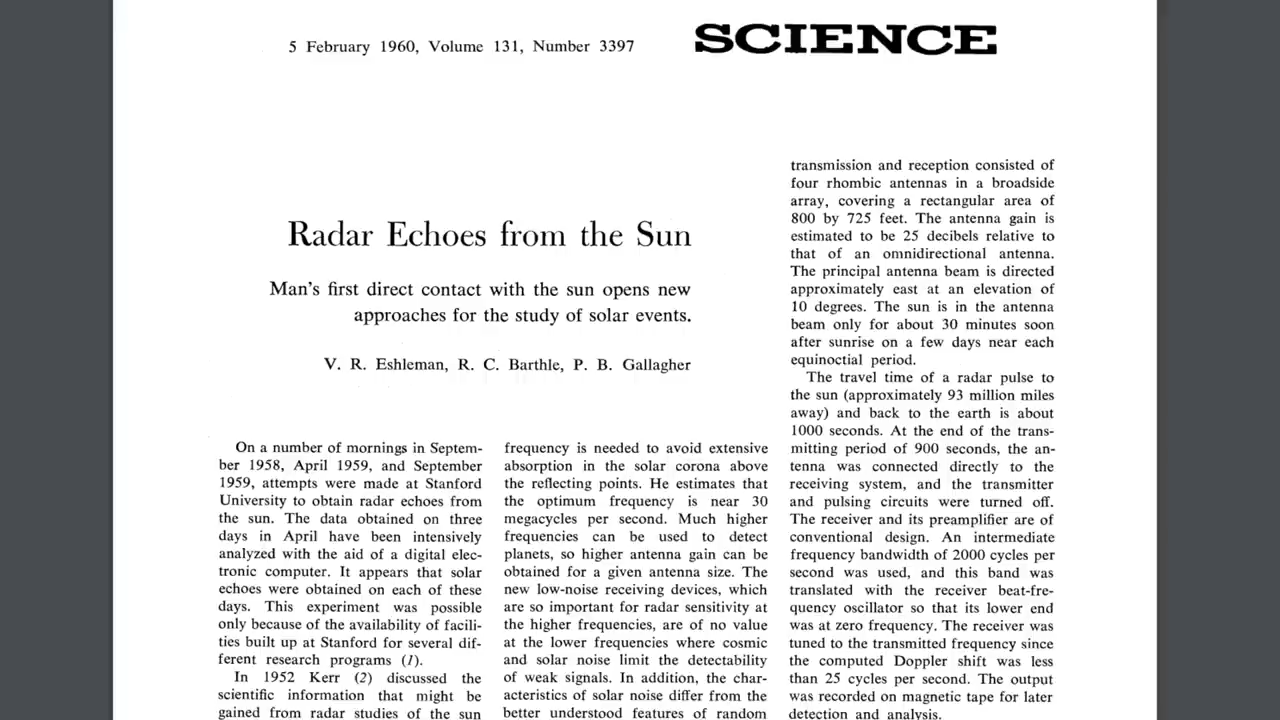 5 February 1960, Volume 131, Number 3397
SCIENCE
Radar Echoes from the Sun
Man's first direct contact with the sun opens new
approaches for the study of solar events.
V. R. Eshleman, R. C. Barthle, P. B. Gallagher
On a number of mornings in Septem-
ber 1958, April 1959, and September
1959, attempts were made at Stanford
University to obtain radar echoes from
the sun. The data obtained on three
days in April have been intensively
analyzed with the aid of a digital elec-
tronic computer. It appears that solar
echoes were obtained on each of these
days. This experiment was possible
only because of the availability of facili-
ties built up at Stanford for several dif-
ferent research programs (1).
In 1952 Kerr (2) discussed the
scientific information that might be
gained from radar studies of the sun
frequency is needed to avoid extensive
absorption in the solar corona above
the reflecting points. He estimates that
the optimum frequency is near 30
megacycles per second. Much higher
frequencies can be used to detect
planets, so higher antenna gain can be
obtained for a given antenna size. The
new low-noise receiving devices, which
are so important for radar sensitivity at
the higher frequencies, are of no value
at the lower frequencies where cosmic
and solar noise limit the detectability
of weak signals. In addition, the char-
acteristics of solar noise differ from the
better understood features of random
transmission and reception consisted of
four rhombic antennas in a broadside
array, covering a rectangular area of
800 by 725 feet. The antenna gain is
estimated to be 25 decibels relative to
that of an omnidirectional antenna.
The principal antenna beam is directed
approximately east at an elevation of
10 degrees. The sun is in the antenna
beam only for about 30 minutes soon
after sunrise on a few days near each
equinoctial period.
The travel time of a radar pulse to
the sun (approximately 93 million miles
away) and back to the earth is about
1000 seconds. At the end of the trans-
mitting period of 900 seconds, the an-
tenna was connected directly to the
receiving system, and the transmitter
and pulsing circuits were turned off.
The receiver and its preamplifier are of
conventional design. An intermediate
frequency bandwidth of 2000 cycles per
second was used, and this band was
translated with the receiver beat-fre-
quency oscillator so that its lower end
was at zero frequency. The receiver was
tuned to the transmitted frequency since
the computed Doppler shift was less
than 25 cycles per second. The output
was recorded on magnetic tape for later
detection and analysis.